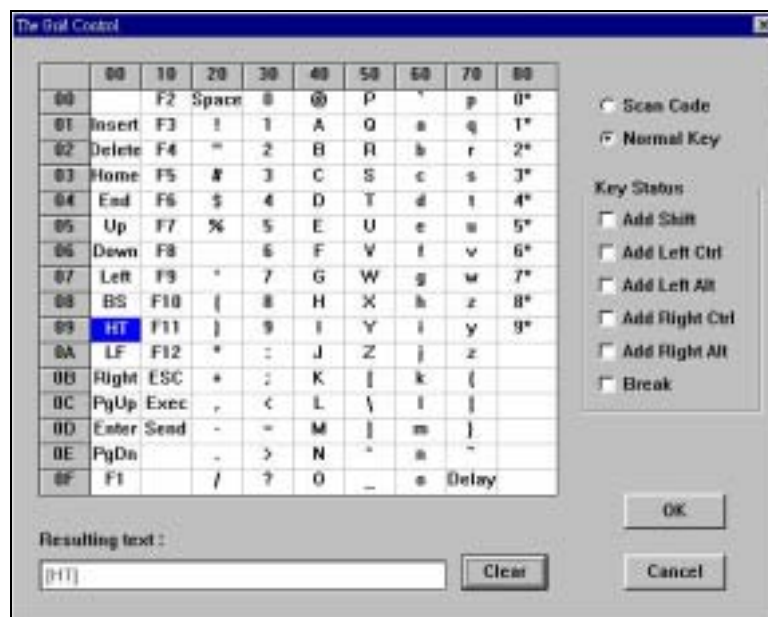 The Grid Control
00 10 20 30 40 50 60 70 80
00 F2 Space 0 @ P ` p 0*
01 Insert F3 ! 1 A Q a q 1*
02 Delete F4 " 2 B R b r 2*
03 Home F5 # 3 C S c s 3*
04 End F6 $ 4 D T d t 4*
05 Up F7 % 5 E U e u 5*
06 Down F8 6 F V f v 6*
07 Left F9 ' 7 G W g w 7*
08 BS F10 ( 8 H X h z 8*
09 HT F11 ) 9 I Y i y 9*
0A LF F12 * : J Z j z
0B Right ESC + ; K [ k {
0C PgUp Exec , < L \ l |
0D Enter Send - = M ] m }
0E PgDn . > N ^ n ~
0F F1 / ? O _ o Delay
Scan Code
Normal Key
Key Status
Add Shift
Add Left Ctrl
Add Left Alt
Add Right Ctrl
Add Right Alt
Break
OK
Resulting text :
[HT]
Clear
Cancel